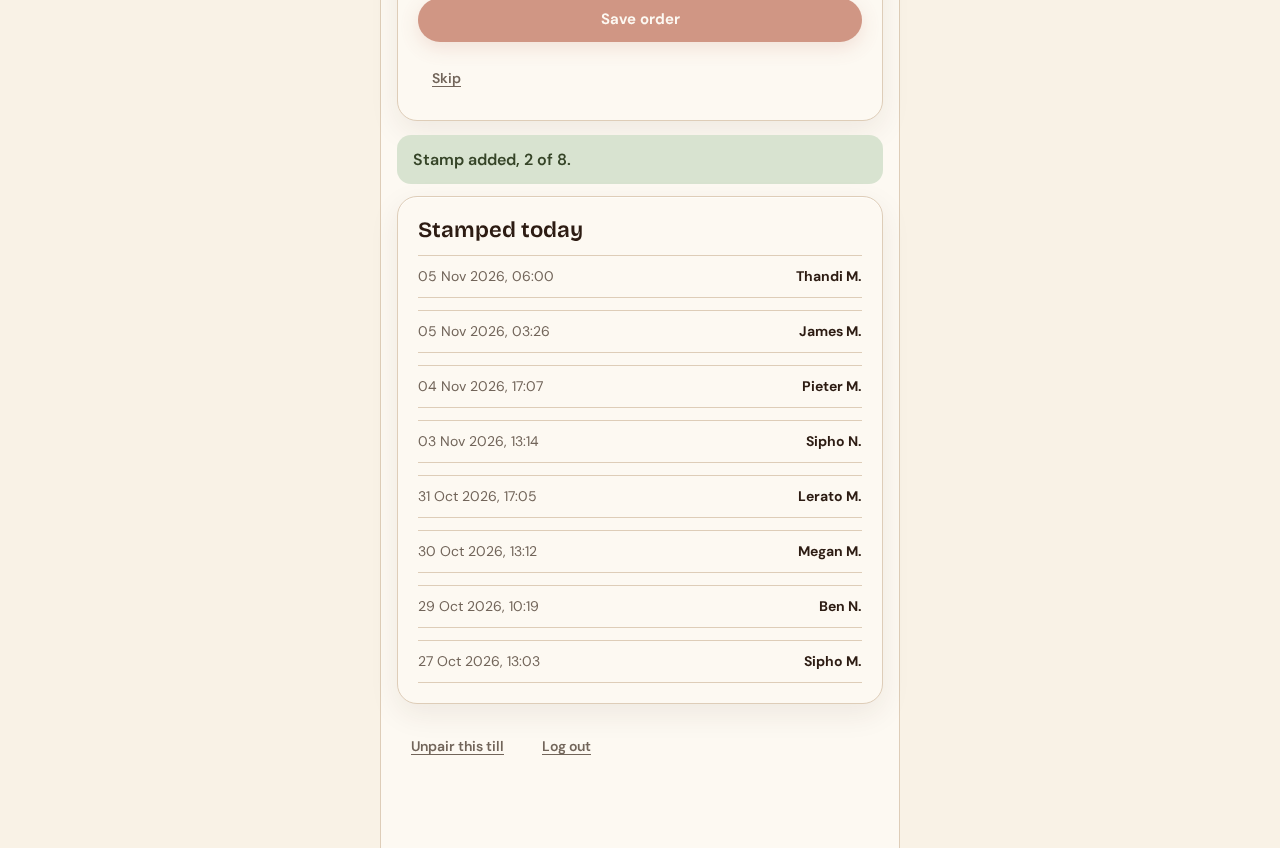 Save order
Skip
Stamp added, 2 of 8.
Stamped today
05 Nov 2026, 06:00 Thandi M.
05 Nov 2026, 03:26 James M.
04 Nov 2026, 17:07 Pieter M.
03 Nov 2026, 13:14 Sipho N.
31 Oct 2026, 17:05 Lerato M.
30 Oct 2026, 13:12 Megan M.
29 Oct 2026, 10:19 Ben N.
27 Oct 2026, 13:03 Sipho M.
Unpair this till Log out